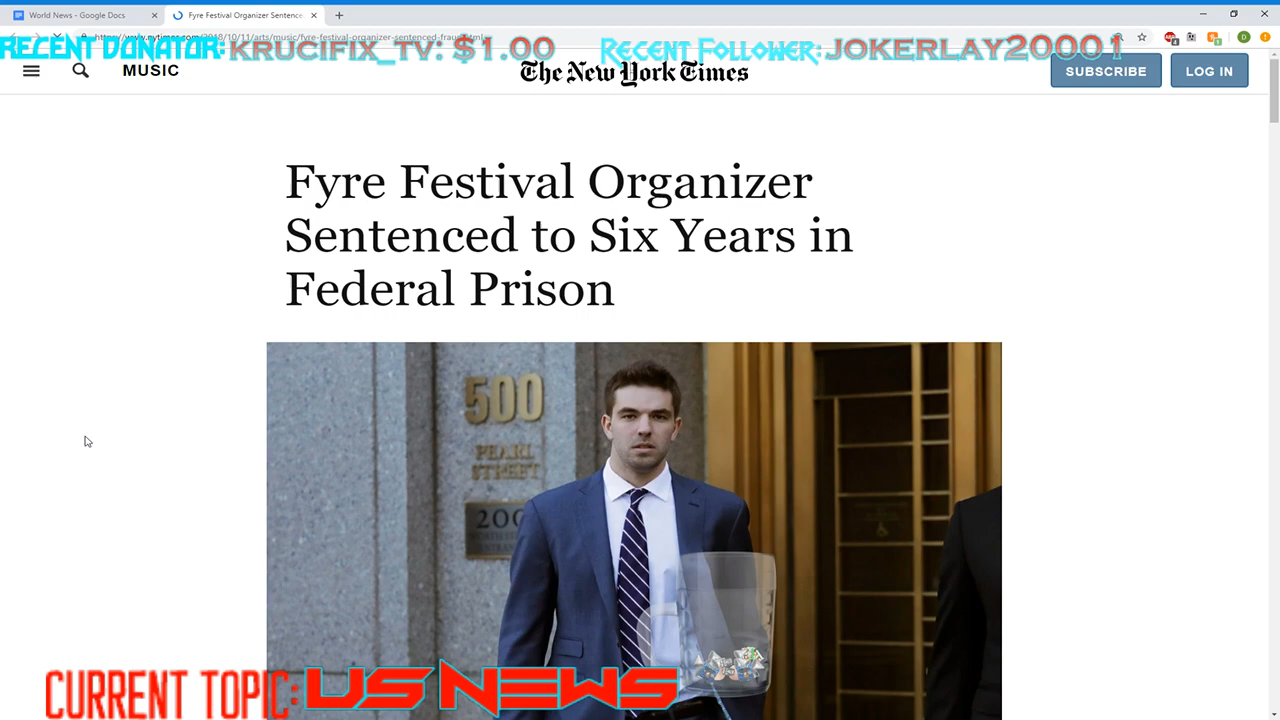 World News - Google Docs
Fyre Festival Organizer Sentence
RECENT DONATOR: KRUCIFIX_TV: $1.00
RECENT FOLLOWER: JOKERLAY20001
MUSIC
The New York Times
SUBSCRIBE
LOG IN
Fyre Festival Organizer
Sentenced to Six Years in
Federal Prison
500
PEARL
STREET
200
CURRENT TOPIC: US NEWS